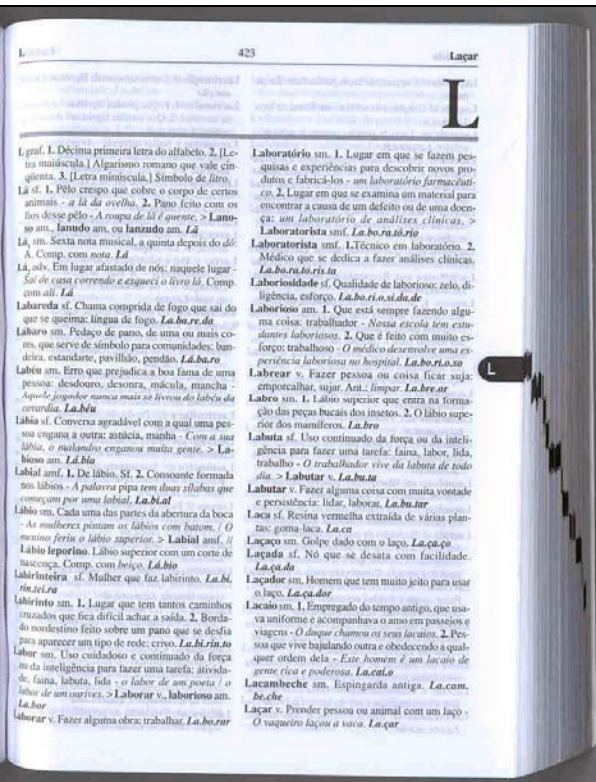 L
423
Laçar
L
L graf. 1. Décima primeira letra do alfabeto. 2. [Le-
tra maiúscula.] Algarismo romano que vale cin-
qüenta. 3. [Letra minúscula.] Símbolo de litro.
Lã sf. 1. Pêlo crespo que cobre o corpo de certos
animais - a lã da ovelha. 2. Pano feito com os
fios desse pêlo - A roupa de lã é quente. > Lano-
so am., lanudo am. ou lanzudo am. Lã
Lá, sm. Sexta nota musical, a quinta depois do dó:
A. Comp. com nota. Lá
Lá, adv. Em lugar afastado de nós: naquele lugar -
Saí de casa correndo e esqueci o livro lá. Comp.
com ali. Lá
Labareda sf. Chama comprida de fogo que sai do
que se queima: língua de fogo. La.ba.re.da
Lábaro sm. Pedaço de pano, de uma ou mais co-
res, que serve de símbolo para comunidades: ban-
deira, estandarte, pavilhão, pendão. Lá.ba.ro
Labéu sm. Erro que prejudica a boa fama de uma
pessoa: desdouro, desonra, mácula, mancha -
Aquele jogador nunca mais se livrou do labéu da
covardia. La.béu
Lábia sf. Conversa agradável com a qual uma pes-
soa engana a outra: astúcia, manha - Com a sua
lábia, o malandro enganou muita gente. > La-
bioso am. Lá.bia
Labial amf. 1. De lábio. Sf. 2. Consoante formada
nos lábios - A palavra pipa tem duas sílabas que
começam por uma labial. La.bi.al
Lábio sm. Cada uma das partes da abertura da boca
- As mulheres pintam os lábios com batom. / O
menino feriu o lábio superior. > Labial amf. //
Lábio leporino. Lábio superior com um corte de
nascença. Comp. com beiço. Lá.bio
Labirinteira sf. Mulher que faz labirinto. La.bi.
rin.tei.ra
Labirinto sm. 1. Lugar que tem tantos caminhos
cruzados que fica difícil achar a saída. 2. Borda-
do nordestino feito sobre um pano que se desfia
para aparecer um tipo de rede: crivo. La.bi.rin.to
Labor sm. Uso cuidadoso e continuado da força
ou da inteligência para fazer uma tarefa: ativida-
de, faina, labuta, lida - o labor de um poeta / o
labor de um ourives. > Laborar v., laborioso am.
La.bor
Laborar v. Fazer alguma obra: trabalhar. La.bo.rar
Laboratório sm. 1. Lugar em que se fazem pes-
quisas e experiências para descobrir novos pro-
dutos e fabricá-los - um laboratório farmacêuti-
co. 2. Lugar em que se examina um material para
encontrar a causa de um defeito ou de uma doen-
ça: um laboratório de análises clínicas. >
Laboratorista smf. La.bo.ra.tó.rio
Laboratorista smf. 1.Técnico em laboratório. 2.
Médico que se dedica a fazer análises clínicas.
La.bo.ra.to.ris.ta
Laboriosidade sf. Qualidade de laborioso: zelo, di-
ligência, esforço. La.bo.ri.o.si.da.de
Laborioso am. 1. Que está sempre fazendo algu-
ma coisa: trabalhador - Nossa escola tem estu-
dantes laboriosos. 2. Que é feito com muito es-
forço: trabalhoso - O médico desenvolve uma ex-
periência laboriosa no hospital. La.bo.ri.o.so
Labrear v. Fazer pessoa ou coisa ficar suja:
emporcalhar, sujar. Ant.: limpar. La.bre.ar
Labro sm. 1. Lábio superior que entra na forma-
ção das peças bucais dos insetos. 2. O lábio supe-
rior dos mamíferos. La.bro
Labuta sf. Uso continuado da força ou da inteli-
gência para fazer uma tarefa: faina, labor, lida,
trabalho - O trabalhador vive da labuta de todo
dia. > Labutar v. La.bu.ta
Labutar v. Fazer alguma coisa com muita vontade
e persistência: lidar, laborar. La.bu.tar
Laca sf. Resina vermelha extraída de várias plan-
tas: goma-laca. La.ca
Laçaço sm. Golpe dado com o laço. La.ça.ço
Laçada sf. Nó que se desata com facilidade.
La.ça.da
Laçador sm. Homem que tem muito jeito para usar
o laço. La.ça.dor
Lacaio sm. 1. Empregado do tempo antigo, que usa-
va uniforme e acompanhava o amo em passeios e
viagens - O duque chamou os seus lacaios. 2. Pes-
soa que vive bajulando outra e obedecendo a qual-
quer ordem dela - Este homem é um lacaio de
gente rica e poderosa. La.cai.o
Lacambeche sm. Espingarda antiga. La.cam.
be.che
Laçar v. Prender pessoa ou animal com um laço -
O vaqueiro laçou a vaca. La.çar
L